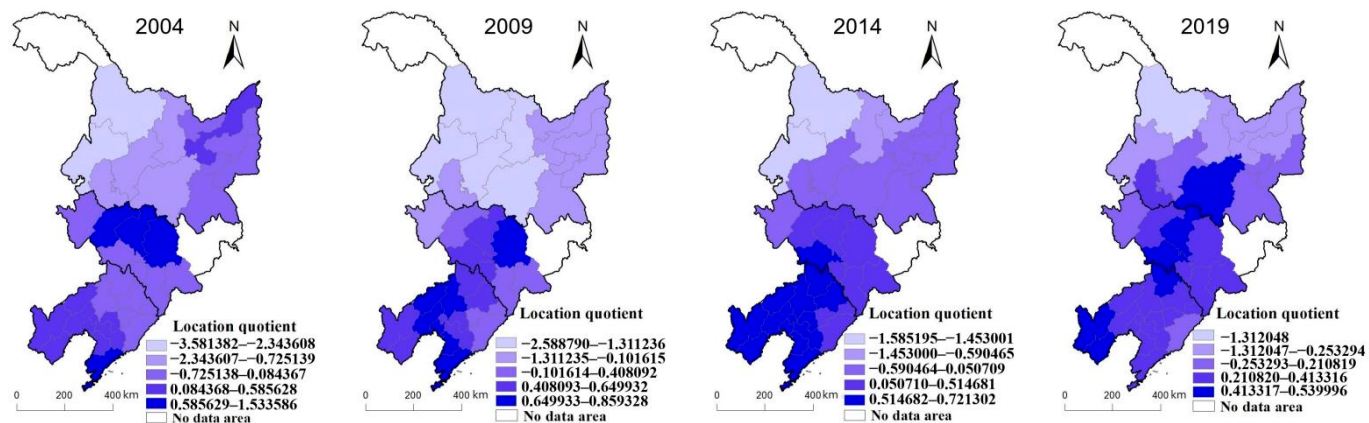 2004
N
Location quotient
−3.581382–−2.343608
−2.343607–−0.725139
−0.725138–0.084367
0.084368–0.585628
0.585629–1.533586
No data area
0 200 400 km
2009
N
Location quotient
−2.588790–−1.311236
−1.311235–−0.101615
−0.101614–0.408092
0.408093–0.649932
0.649933–0.859328
No data area
0 200 400 km
2014
N
Location quotient
−1.585195–−1.453001
−1.453000–−0.590465
−0.590464–0.050709
0.050710–0.514681
0.514682–0.721302
No data area
0 200 400 km
2019
N
Location quotient
−1.312048
−1.312047–−0.253294
−0.253293–0.210819
0.210820–0.413316
0.413317–0.539996
No data area
0 200 400 km